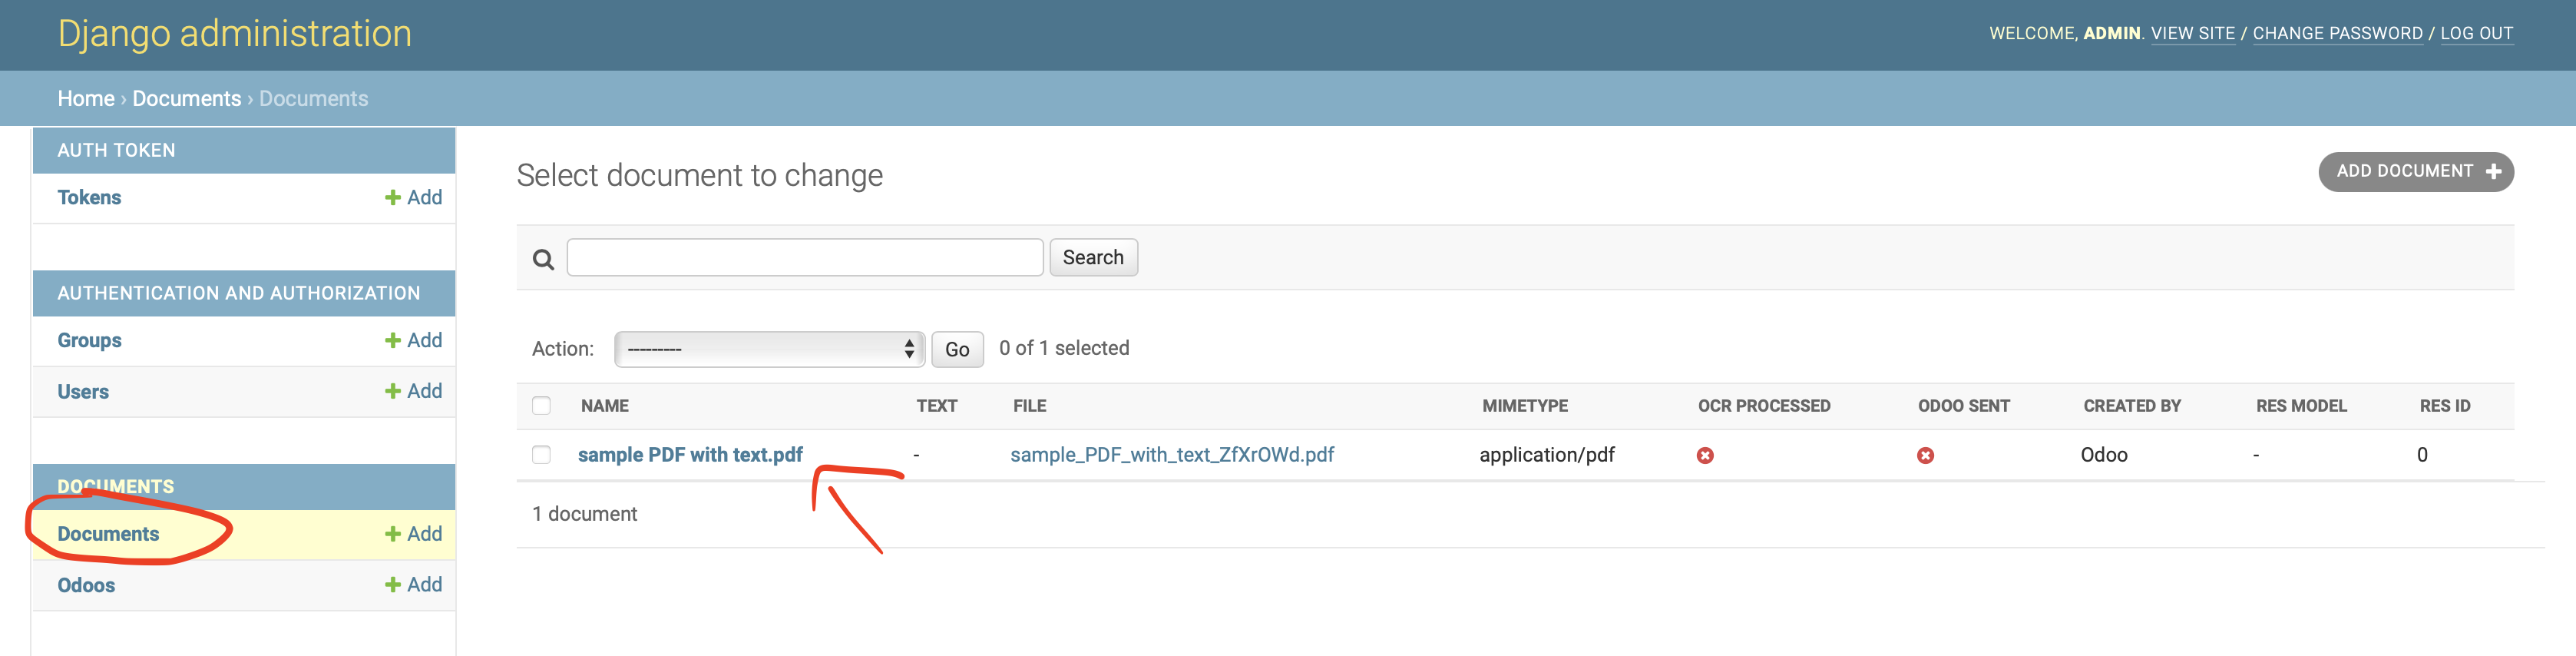 Django administration
WELCOME, ADMIN. VIEW SITE / CHANGE PASSWORD / LOG OUT
Home › Documents › Documents
AUTH TOKEN
Tokens + Add
AUTHENTICATION AND AUTHORIZATION
Groups + Add
Users + Add
DOCUMENTS
Documents + Add
Odoos + Add
Select document to change
ADD DOCUMENT +
Search
Action: --------- Go 0 of 1 selected
NAME TEXT FILE MIMETYPE OCR PROCESSED ODOO SENT CREATED BY RES MODEL RES ID
sample PDF with text.pdf - sample_PDF_with_text_ZfXrOWd.pdf application/pdf Odoo - 0
1 document